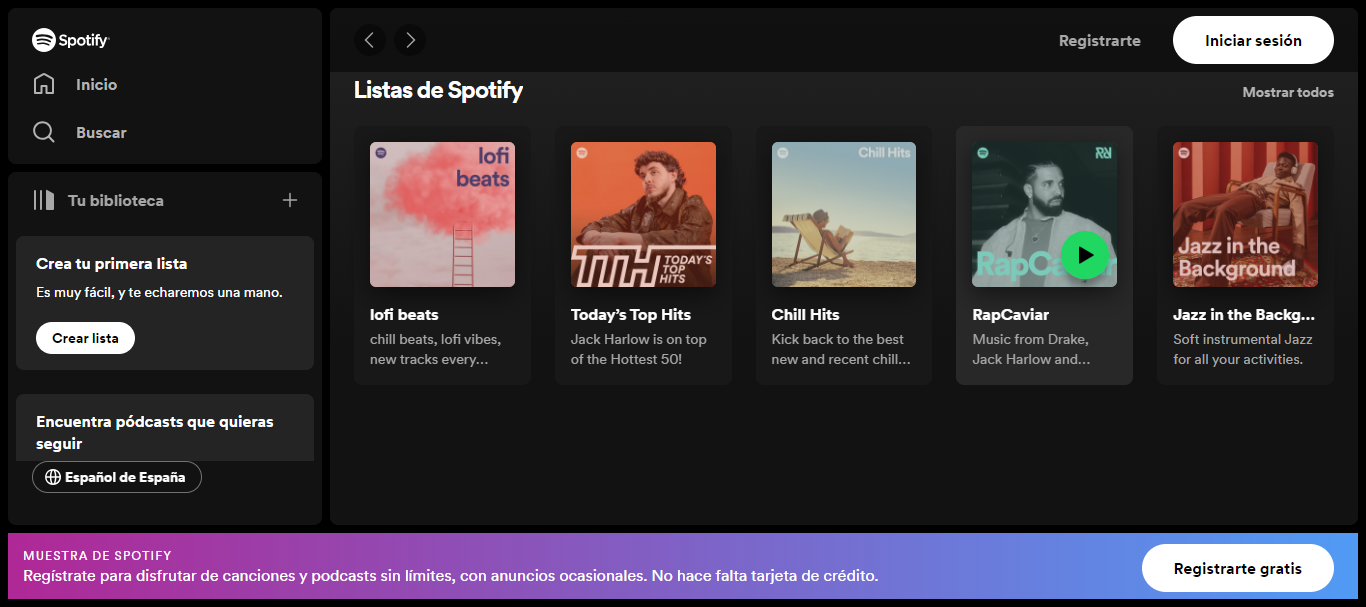 Spotify
Inicio
Buscar
Tu biblioteca
Crea tu primera lista
Es muy fácil, y te echaremos una mano.
Crear lista
Encuentra pódcasts que quieras
seguir
Español de España
Registrarte
Iniciar sesión
Listas de Spotify
Mostrar todos
lofi
beats
lofi beats
chill beats, lofi vibes,
new tracks every...
TTH
TODAY'S
TOP
HITS
Today's Top Hits
Jack Harlow is on top
of the Hottest 50!
Chill Hits
Chill Hits
Kick back to the best
new and recent chill...
RapCaviar
Music from Drake,
Jack Harlow and...
Jazz in the
Background
Jazz in the Backg...
Soft instrumental Jazz
for all your activities.
MUESTRA DE SPOTIFY
Regístrate para disfrutar de canciones y podcasts sin límites, con anuncios ocasionales. No hace falta tarjeta de crédito.
Registrarte gratis